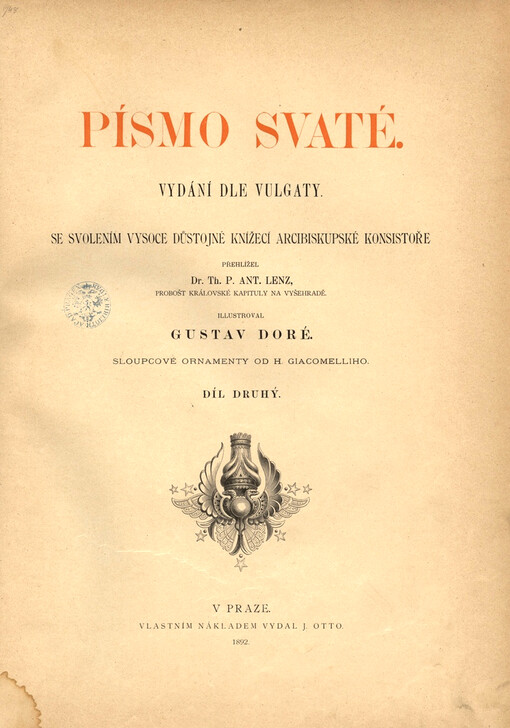 PÍSMO SVATÉ.
VYDÁNÍ DLE VULGATY.
SE SVOLENÍM VYSOCE DŮSTOJNÉ KNÍŽECÍ ARCIBISKUPSKÉ KONSISTOŘE
PŘEHLÍŽEL
Dr. Th. P. ANT. LENZ,
PROBOŠT KRÁLOVSKÉ KAPITULY NA VYŠEHRADĚ.
ILLUSTROVAL
GUSTAV DORÉ.
SLOUPCOVÉ ORNAMENTY OD H. GIACOMELLIHO.
DÍL DRUHÝ.
V PRAZE.
VLASTNÍM NÁKLADEM VYDAL J. OTTO.
1892.